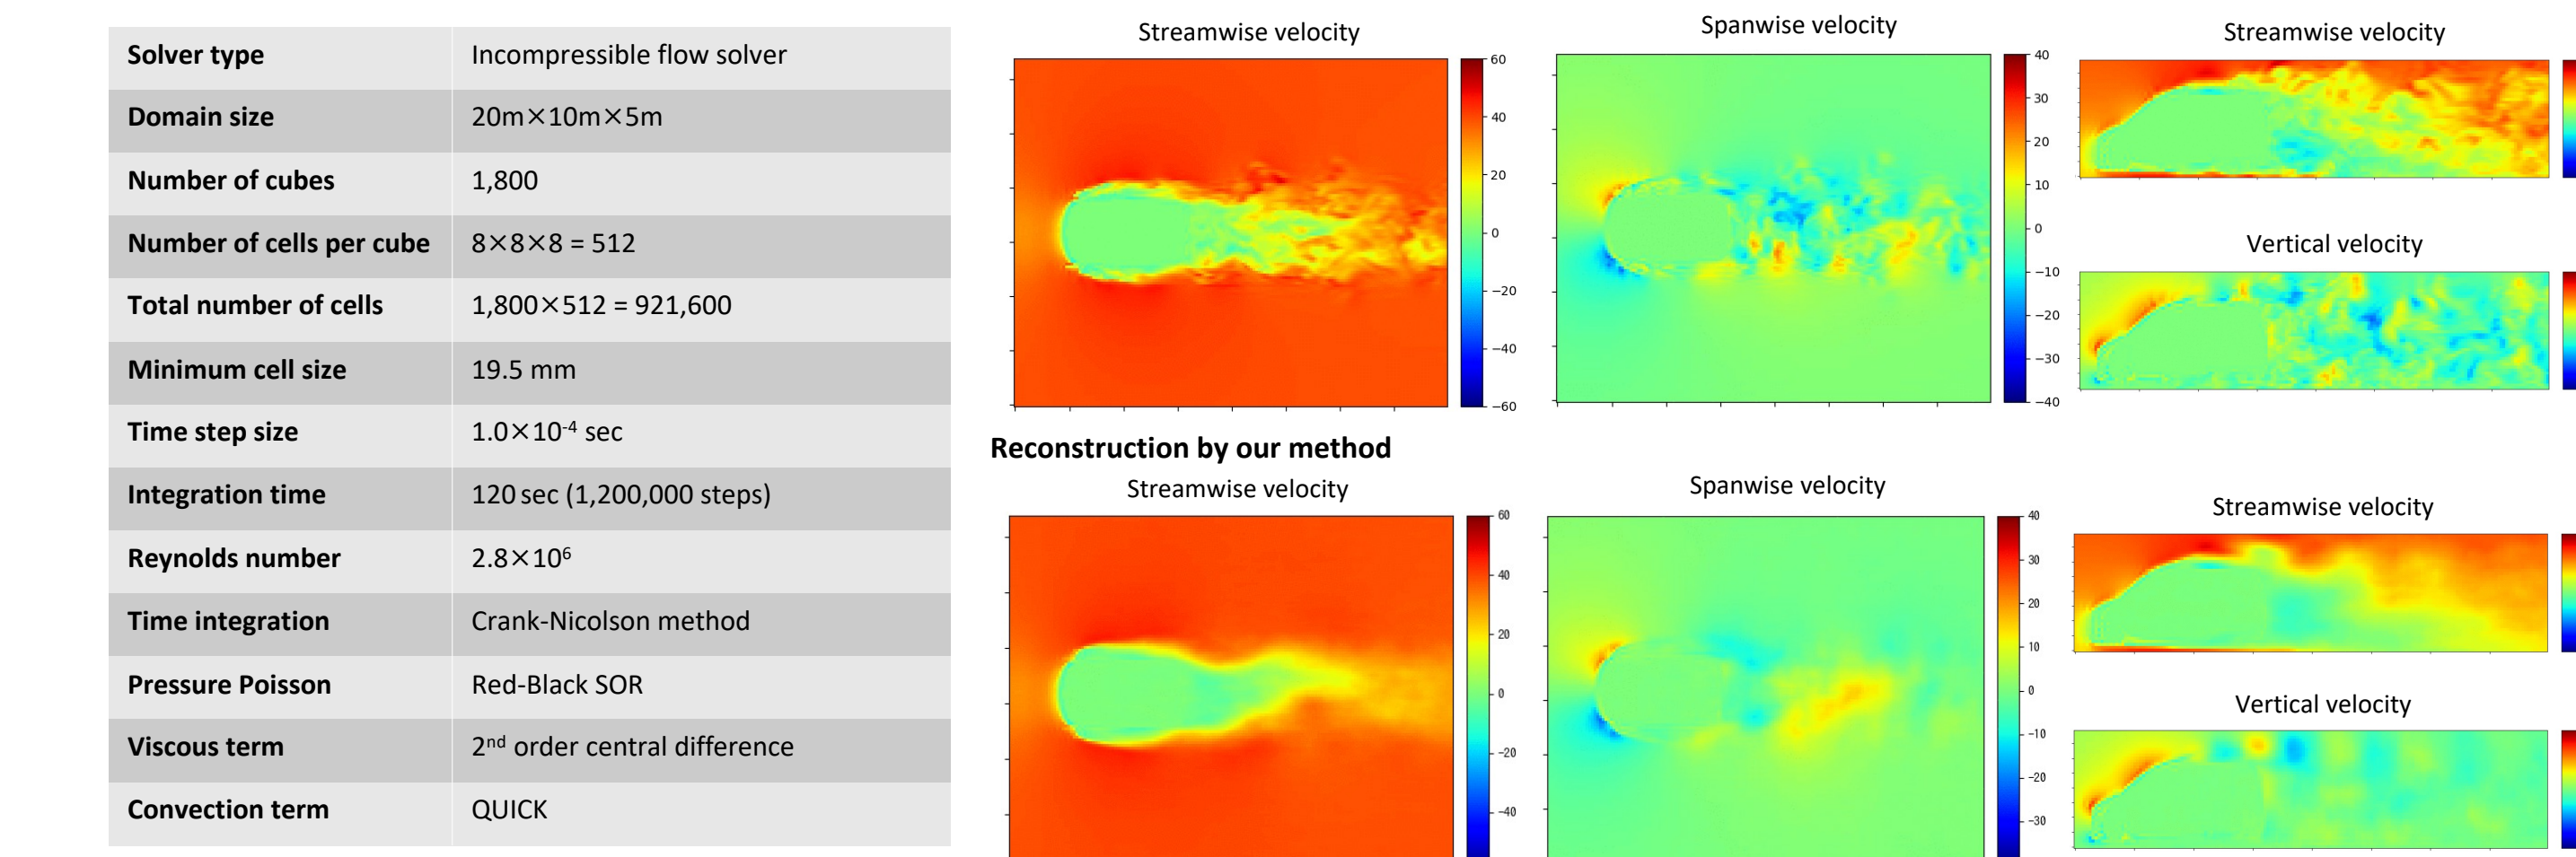 Solver type Incompressible flow solver
Domain size 20m×10m×5m
Number of cubes 1,800
Number of cells per cube 8×8×8 = 512
Total number of cells 1,800×512 = 921,600
Minimum cell size 19.5 mm
Time step size 1.0×10⁻⁴ sec
Integration time 120 sec (1,200,000 steps)
Reynolds number 2.8×10⁶
Time integration Crank-Nicolson method
Pressure Poisson Red-Black SOR
Viscous term 2ⁿᵈ order central difference
Convection term QUICK
Streamwise velocity
60
40
20
0
−20
−40
−60
Spanwise velocity
40
30
20
10
0
−10
−20
−30
−40
Streamwise velocity
Vertical velocity
Reconstruction by our method
Streamwise velocity
60
40
20
0
−20
−40
Spanwise velocity
40
30
20
10
0
−10
−20
−30
Streamwise velocity
Vertical velocity